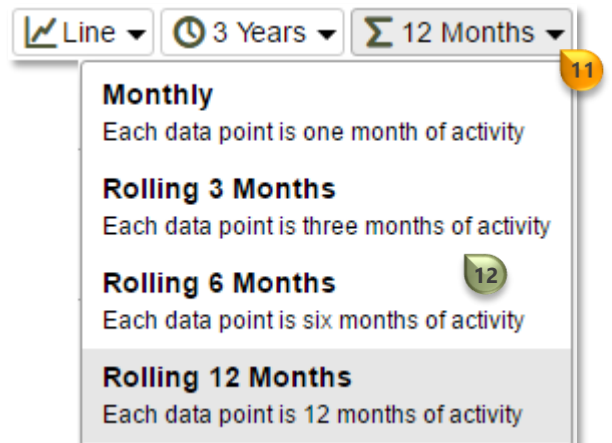 Line 3 Years Σ 12 Months
11
Monthly
Each data point is one month of activity
Rolling 3 Months
Each data point is three months of activity
Rolling 6 Months
12
Each data point is six months of activity
Rolling 12 Months
Each data point is 12 months of activity